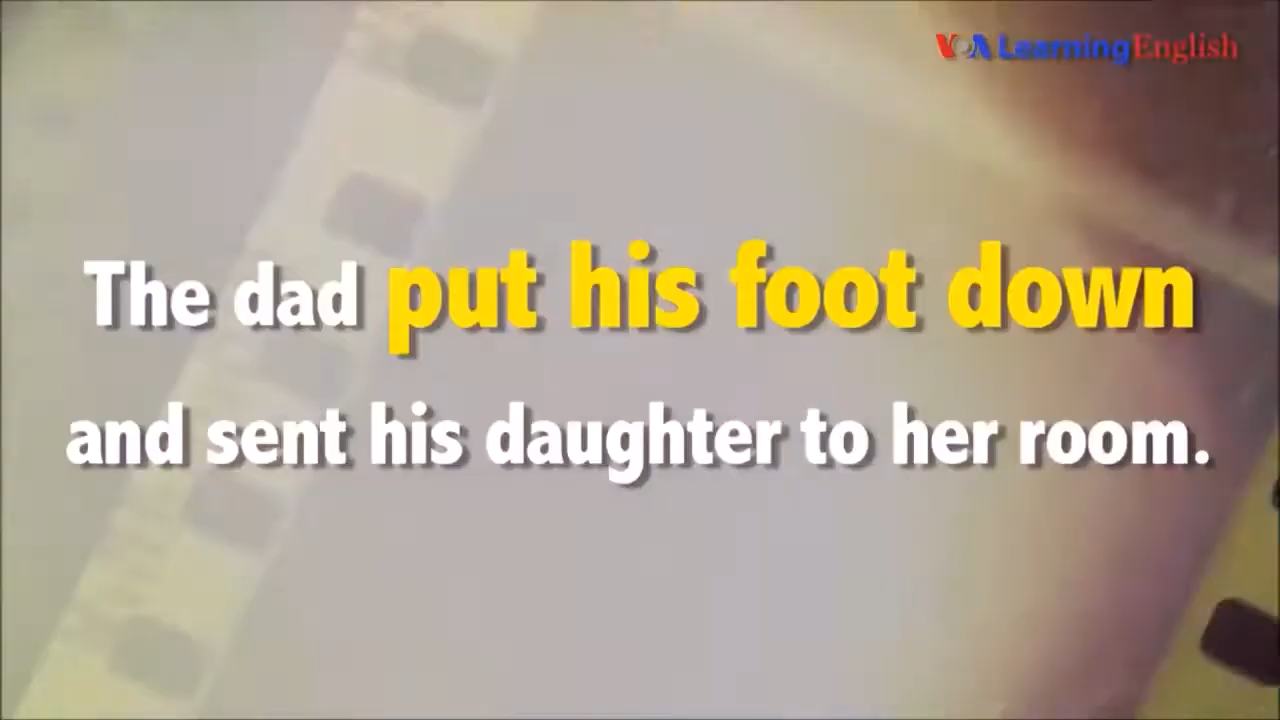 VOA Learning English
The dad put his foot down
and sent his daughter to her room.